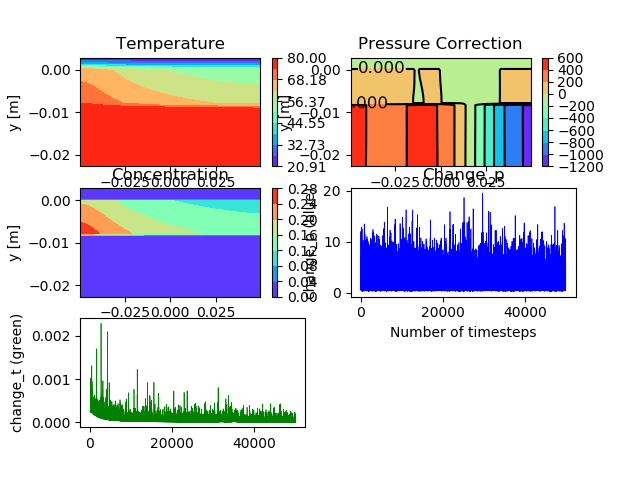 Temperature
0.00
−0.01
−0.02
y [m]
−0.025 0.000 0.025
80.00
68.18
56.37
44.55
32.73
20.91
Pressure Correction
0.00
−0.01
−0.02
y [m]
−0.025 0.000 0.025
0.000
.000
600
400
200
0
−200
−400
−600
−800
−1000
−1200
Concentration
0.00
−0.01
−0.02
y [m]
−0.025 0.000 0.025
0.28
0.24
0.20
0.16
0.12
0.08
0.04
0.00
Change_p
20
10
0
0 20000 40000
Number of timesteps
change_t (green)
0.002
0.001
0.000
0 20000 40000